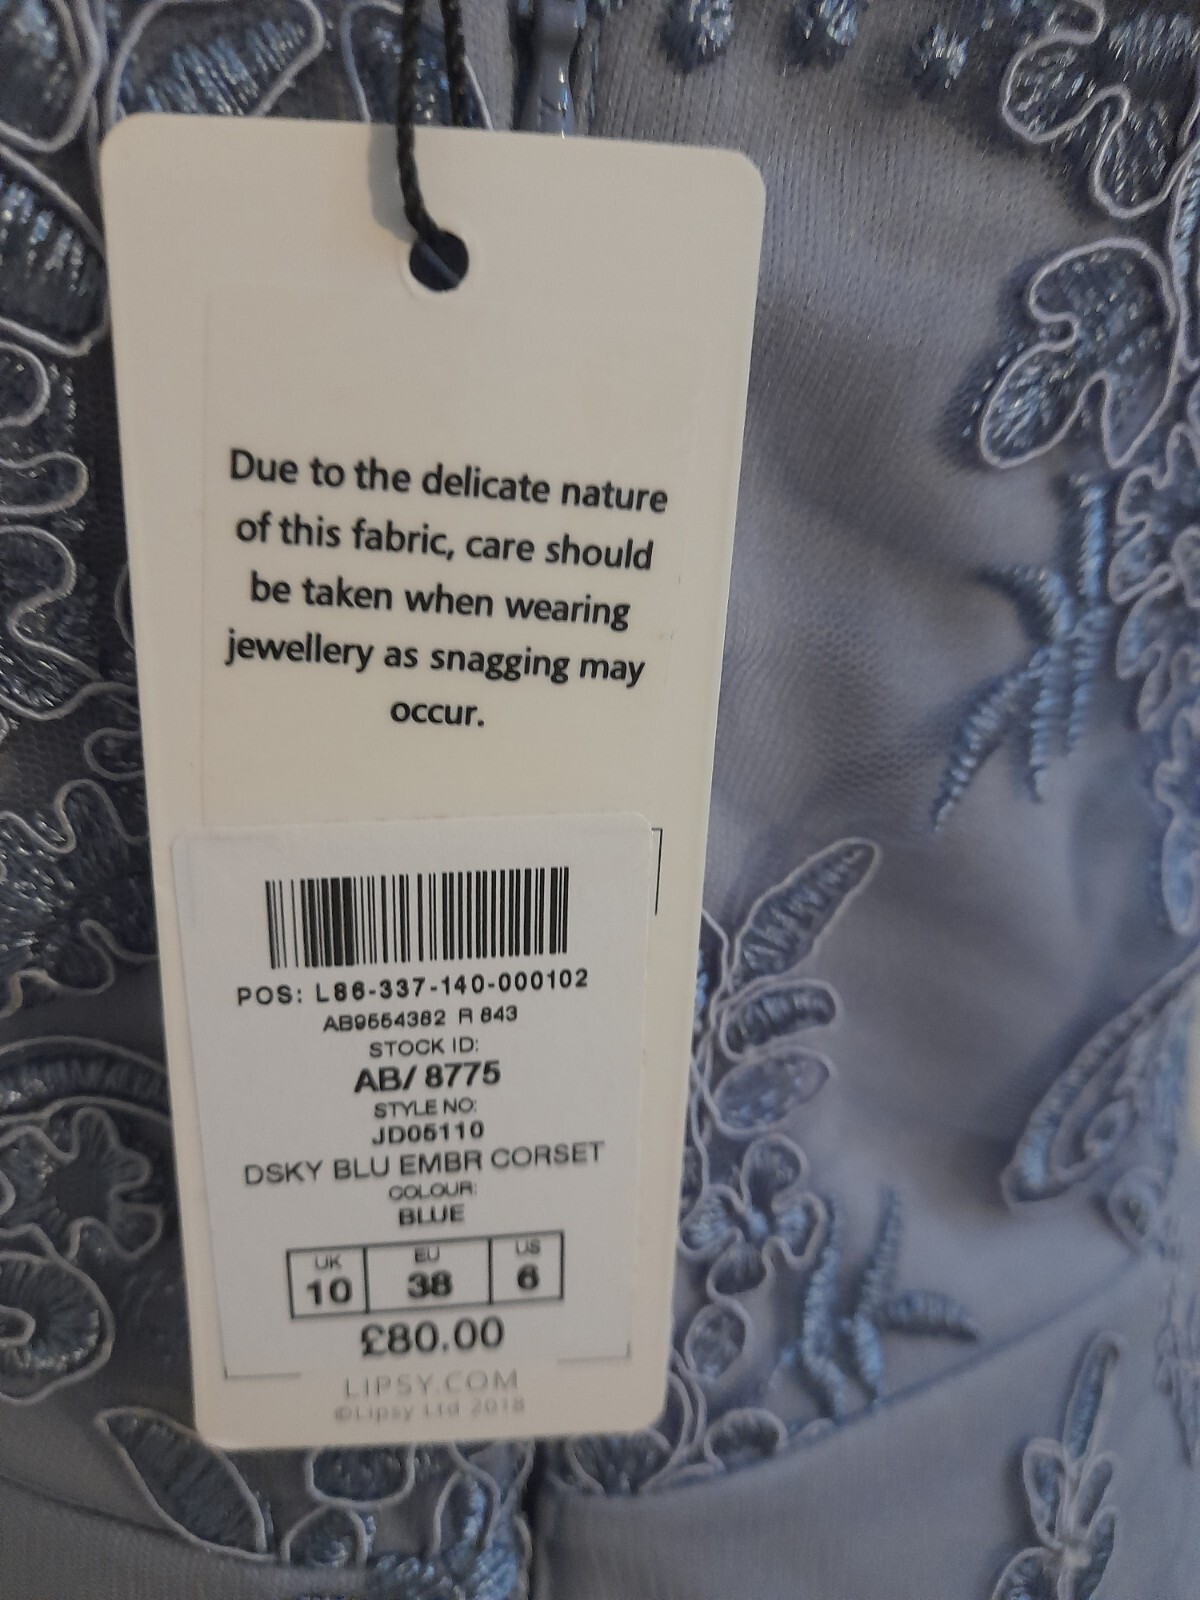 Due to the delicate nature
of this fabric, care should
be taken when wearing
jewellery as snagging may
occur.
POS: L86-337-140-000102
AB9554382 R 843
STOCK ID:
AB/ 8775
STYLE NO:
JD05110
DSKY BLU EMBR CORSET
COLOUR:
BLUE
UK EU US
10 38 6
£80.00
LIPSY.COM
©Lipsy Ltd 2018